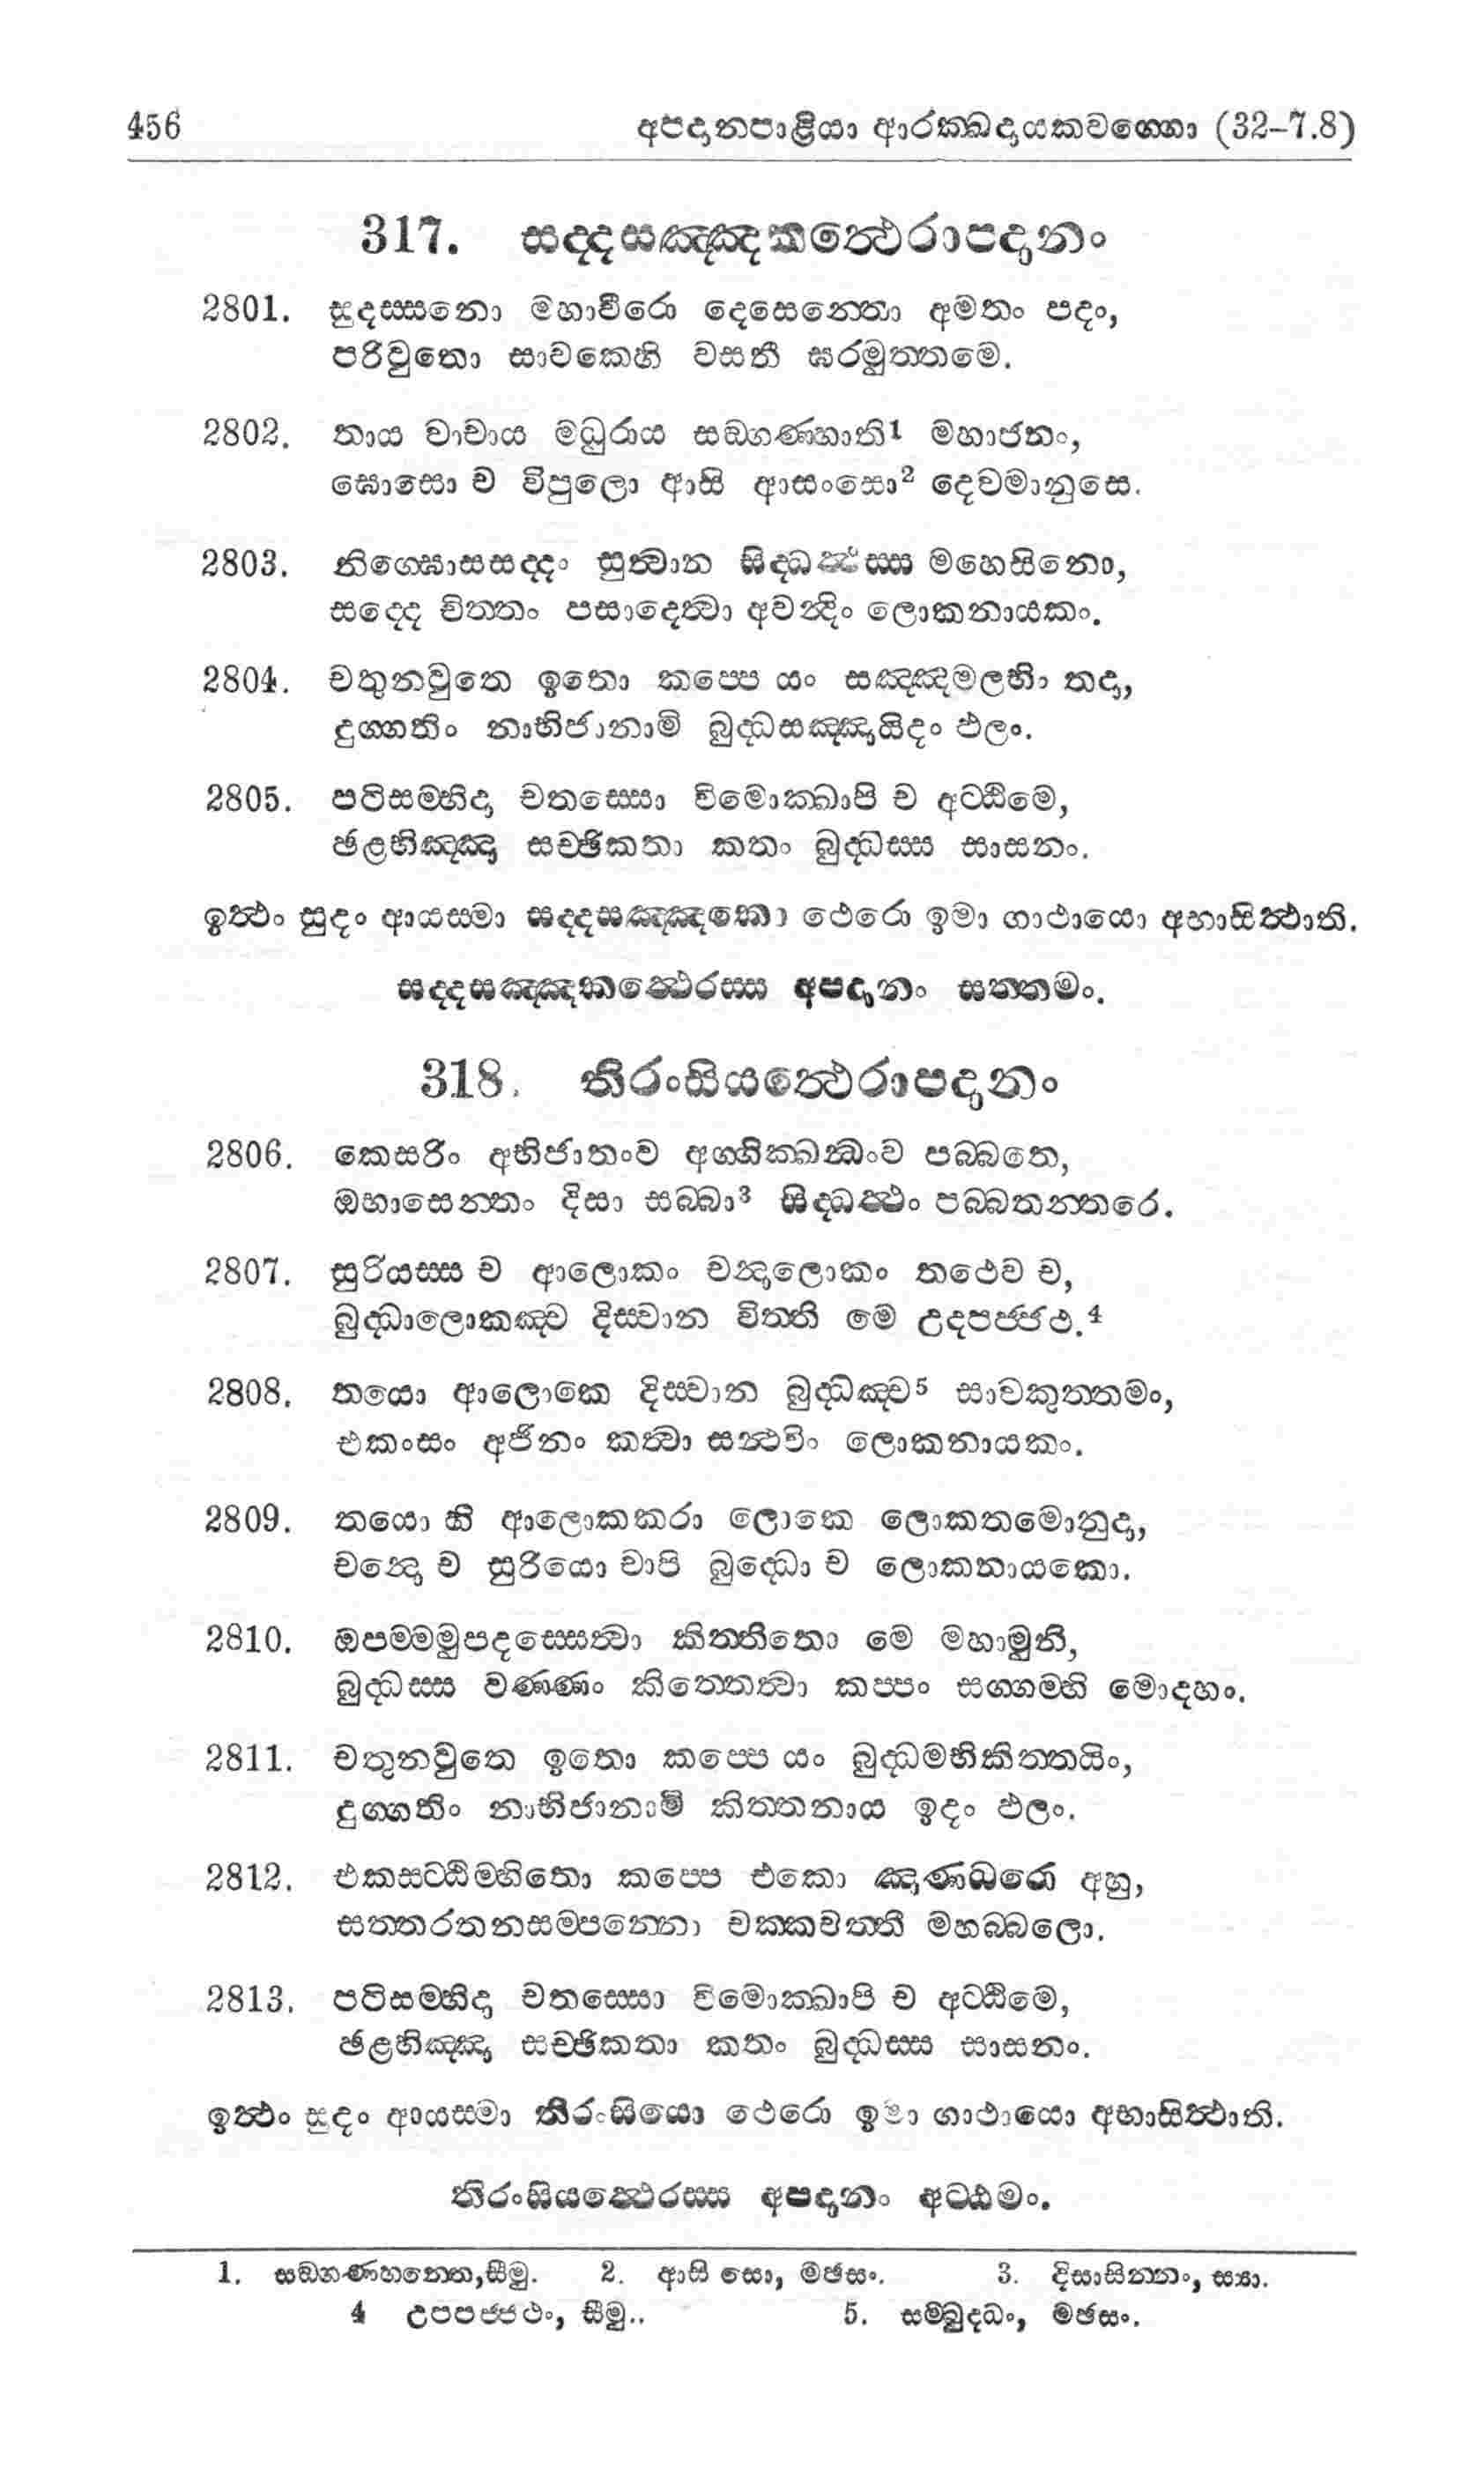 456 අපදානපාළියා ආරක්ඛදායකවග්ගො (32-7.8)
317. සද්දසඤ්ඤකත්ථෙරාපදානං
2801. සුදස්සනො මහාවීරො දෙසෙන්තො අමතං පදං,
පරිවුතො සාවකෙහි වසතී ඝරමුත්තමෙ.
2802. තාය වාචාය මධුරාය සඞ්ගණ්හාති1 මහාජනං,
ඝොසො ච විපුලො ආසි ආසංසො2 දෙවමානුසෙ.
2803. නිග්ඝොසසද්දං සුත්වාන සිද්ධත්ථස්ස මහෙසිනො,
සද්දෙ චිත්තං පසාදෙත්වා අවන්දිං ලොකනායකං.
2804. චතුනවුතෙ ඉතො කප්පෙ යං සඤ්ඤමලභිං තදා,
දුග්ගතිං නාභිජානාමි බුද්ධසඤ්ඤායිදං ඵලං.
2805. පටිසම්භිදා චතස්සො විමොක්ඛාපි ච අට්ඨිමෙ,
ඡළභිඤ්ඤා සච්ඡිකතා කතං බුද්ධස්ස සාසනං.
ඉත්ථං සුදං ආයස්මා සද්දසඤ්ඤකො ථෙරො ඉමා ගාථායො අභාසිත්ථාති.
සද්දසඤ්ඤකත්ථෙරස්ස අපදානං සත්තමං.
318. තිරංසියත්ථෙරාපදානං
2806. කෙසරිං අභිජාතංව අග්ගික්ඛන්ධංව පබ්බතෙ,
ඔභාසෙන්තං දිසා සබ්බා3 සිද්ධත්ථං පබ්බතන්තරෙ.
2807. සුරියස්ස ච ආලොකං චන්දාලොකං තථෙව ච,
බුද්ධාලොකඤ්ච දිස්වාන විත්ති මෙ උදපජ්ජථ.4
2808. තයො ආලොකෙ දිස්වාන බුද්ධඤ්ච5 සාවකුත්තමං,
එකංසං අජිනං කත්වා සන්ථවිං ලොකනායකං.
2809. තයො හි ආලොකකරා ලොකෙ ලොකතමොනුදා,
චන්දො ච සුරියො චාපි බුද්ධො ච ලොකනායකො.
2810. ඔපම්මමුපදස්සෙත්වා කිත්තිතො මෙ මහාමුනි,
බුද්ධස්ස වණ්ණං කිත්තෙත්වා කප්පං සග්ගම්හි මොදහං.
2811. චතුනවුතෙ ඉතො කප්පෙ යං බුද්ධමභිකිත්තයිං,
දුග්ගතිං නාභිජානාමි කිත්තනාය ඉදං ඵලං.
2812. එකසට්ඨිම්හිතො කප්පෙ එකො ඤාණධරො අහු,
සත්තරතනසම්පන්නො චක්කවත්තී මහබ්බලො.
2813. පටිසම්භිදා චතස්සො විමොක්ඛාපි ච අට්ඨිමෙ,
ඡළභිඤ්ඤා සච්ඡිකතා කතං බුද්ධස්ස සාසනං.
ඉත්ථං සුදං ආයස්මා තිරංසියො ථෙරො ඉමා ගාථායො අභාසිත්ථාති.
තිරංසියත්ථෙරස්ස අපදානං අට්ඨමං.
1. සඞ්ගණ්හන්තෙ,සීමු. 2. ආසි සො, මඡසං. 3. දිසාසින්නං, ස්‍යා.
4 උපපජ්ජථං, සීමු.. 5. සම්බුද්ධං, මඡසං.